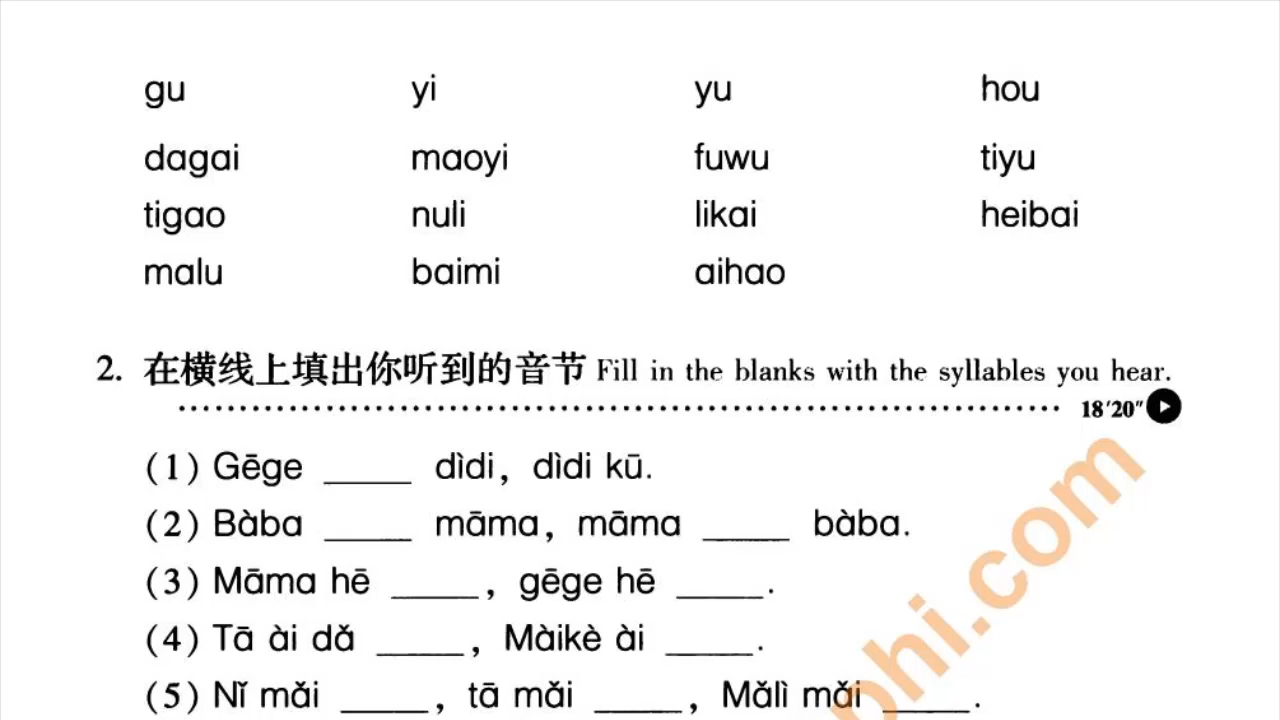 gu yi yu hou
dagai maoyi fuwu tiyu
tigao nuli likai heibai
malu baimi aihao
2. 在横线上填出你听到的音节 Fill in the blanks with the syllables you hear.
18′20″
(1) Gēge _____ dìdi, dìdi kū.
(2) Bàba _____ māma, māma _____ bàba.
(3) Māma hē _____, gēge hē _____.
(4) Tā ài dǎ _____, Màikè ài _____.
(5) Nǐ mǎi _____, tā mǎi _____, Mǎlì mǎi _____.
phi.com